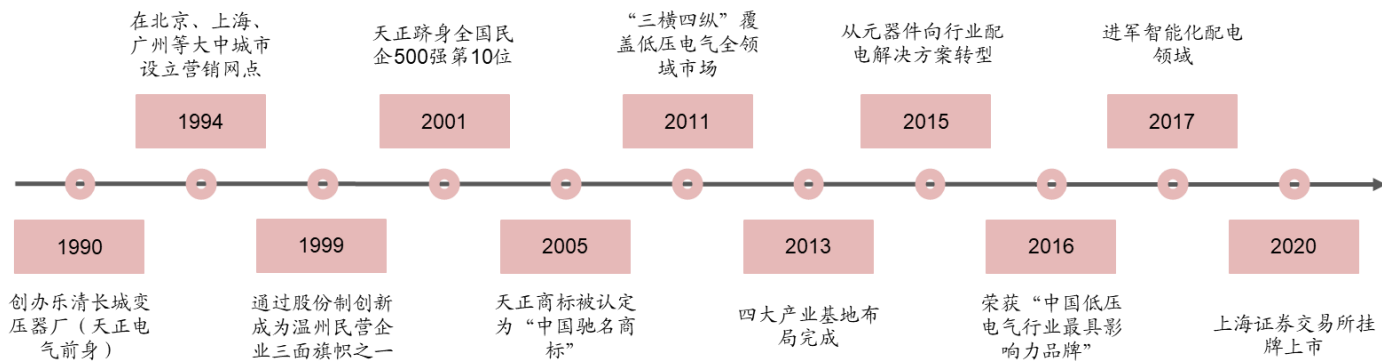 在北京、上海、
广州等大中城市
设立营销网点
1994
天正跻身全国民
企500强第10位
2001
“三横四纵”覆
盖低压电气全领
域市场
2011
从元器件向行业配
电解决方案转型
2015
进军智能化配电
领域
2017
1990
创办乐清长城变
压器厂（天正电
气前身）
1999
通过股份制创新
成为温州民营企
业三面旗帜之一
2005
天正商标被认定
为“中国驰名商
标”
2013
四大产业基地布
局完成
2016
荣获“中国低压
电气行业最具影
响力品牌”
2020
上海证券交易所挂
牌上市